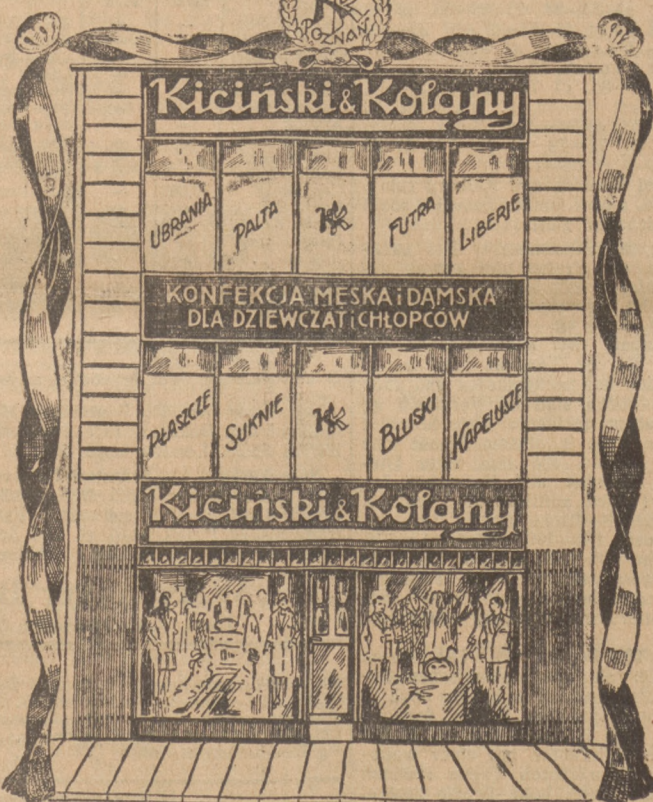 POZNAŃ
Kiciński & Kolany
UBRANIA PALTA KK FUTRA LIBERJE
KONFEKCJA MĘSKA i DAMSKA
DLA DZIEWCZĄT i CHŁOPCÓW
PŁASZCZE SUKNIE KK BLUSKI KAPELUSZE
Kiciński & Kolany